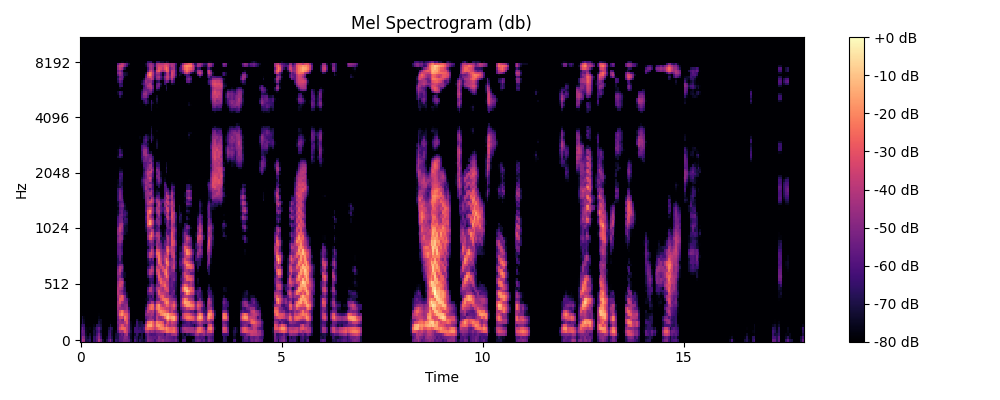 Mel Spectrogram (db)
8192
4096
2048
1024
512
0
Hz
0
5
10
15
Time
+0 dB
-10 dB
-20 dB
-30 dB
-40 dB
-50 dB
-60 dB
-70 dB
-80 dB